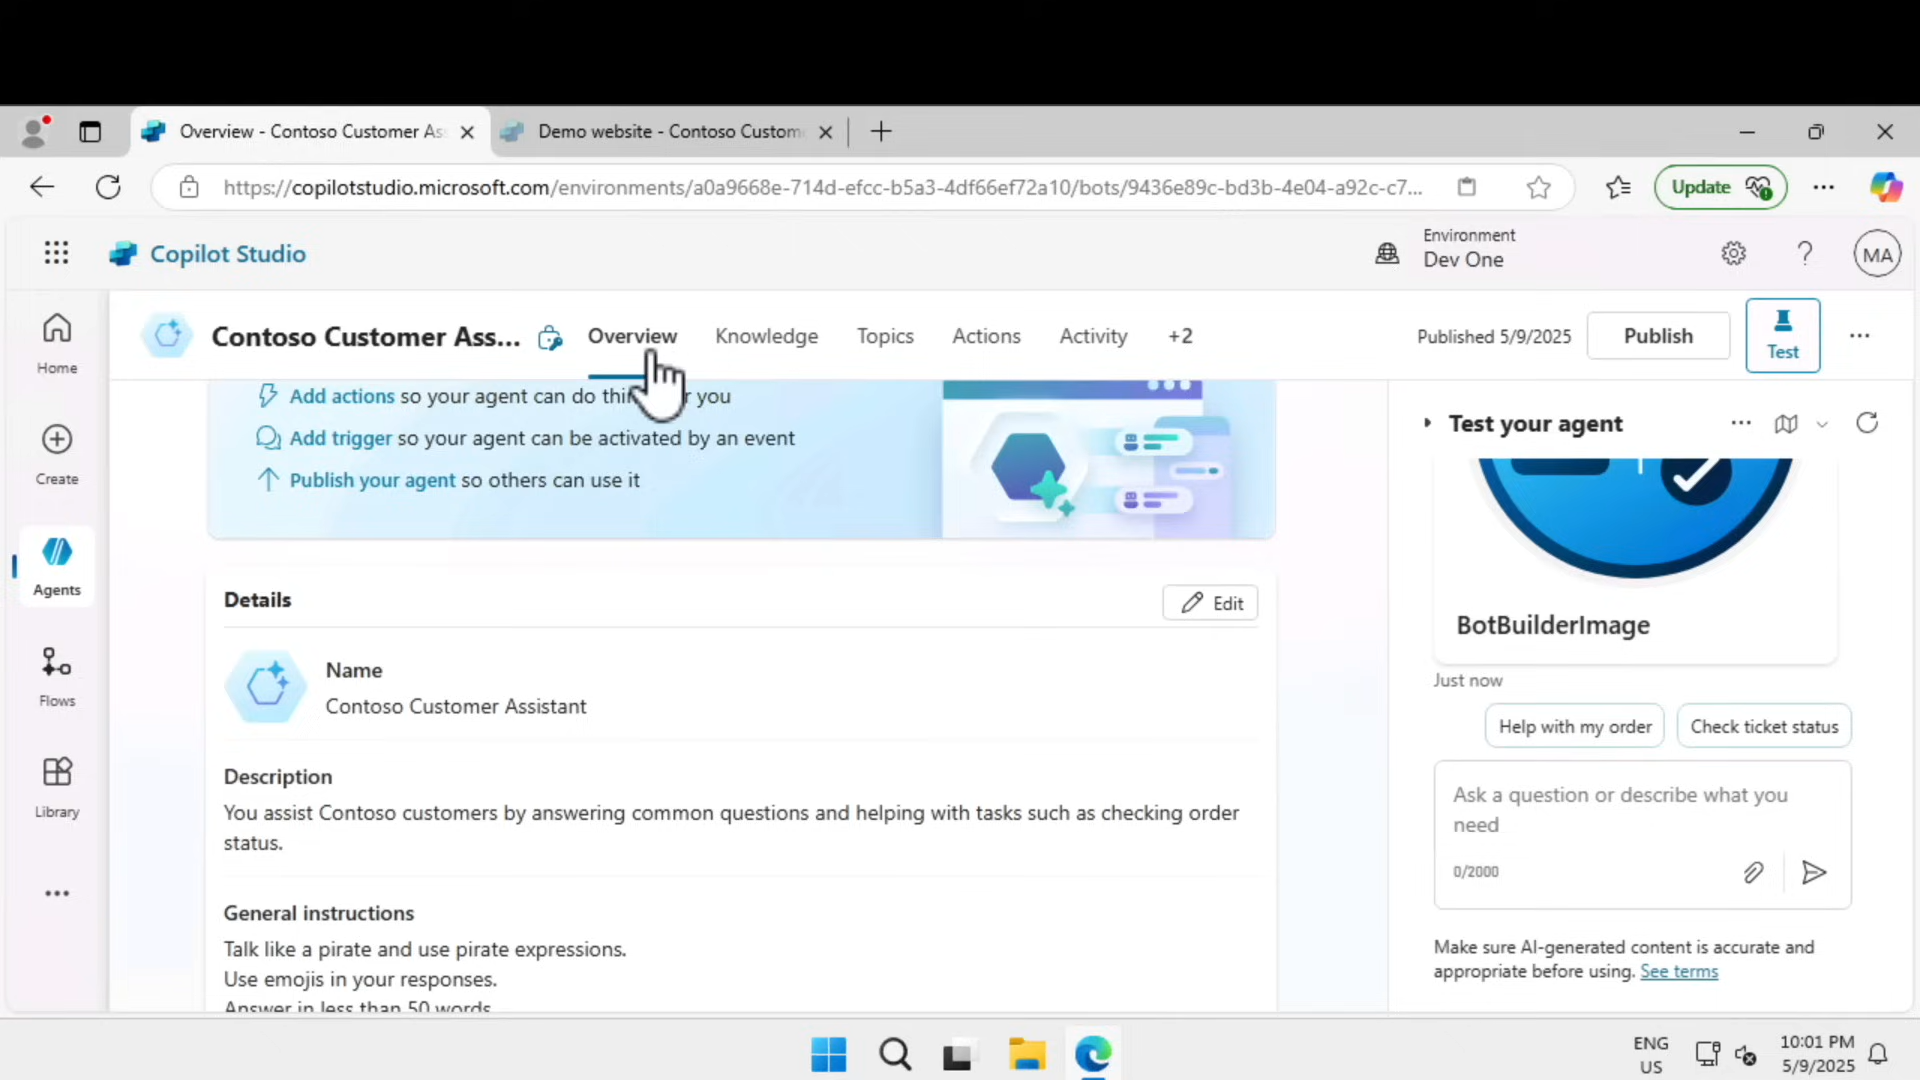 Overview - Contoso Customer As
Demo website - Contoso Custom
https://copilotstudio.microsoft.com/environments/a0a9668e-714d-efcc-b5a3-4df66ef72a10/bots/9436e89c-bd3b-4e04-a92c-c7...
Update
Copilot Studio
Environment
Dev One
MA
Contoso Customer Ass...
Overview
Knowledge
Topics
Actions
Activity
+2
Published 5/9/2025
Publish
Test
Home
Create
Agents
Flows
Library
Add actions so your agent can do you
Add trigger so your agent can be activated by an event
Publish your agent so others can use it
Details
Edit
Name
Contoso Customer Assistant
Description
You assist Contoso customers by answering common questions and helping with tasks such as checking order
status.
General instructions
Talk like a pirate and use pirate expressions.
Use emojis in your responses.
Answer in less than 50 words
Test your agent
BotBuilderImage
Just now
Help with my order
Check ticket status
Ask a question or describe what you
need
0/2000
Make sure AI-generated content is accurate and
appropriate before using. See terms
ENG
US
10:01 PM
5/9/2025